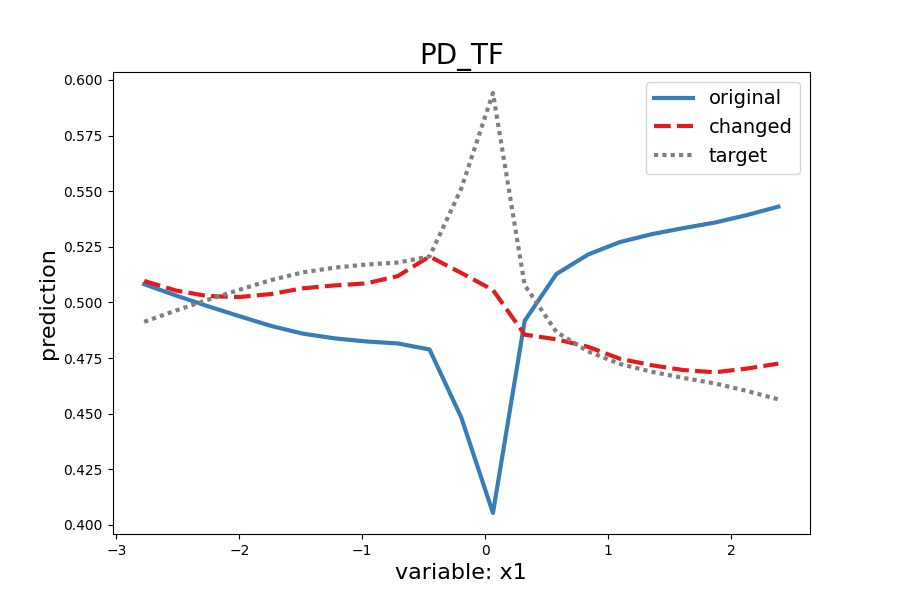 PD_TF
0.600
0.575
0.550
0.525
0.500
0.475
0.450
0.425
0.400
prediction
original
changed
target
−3 −2 −1 0 1 2
variable: x1